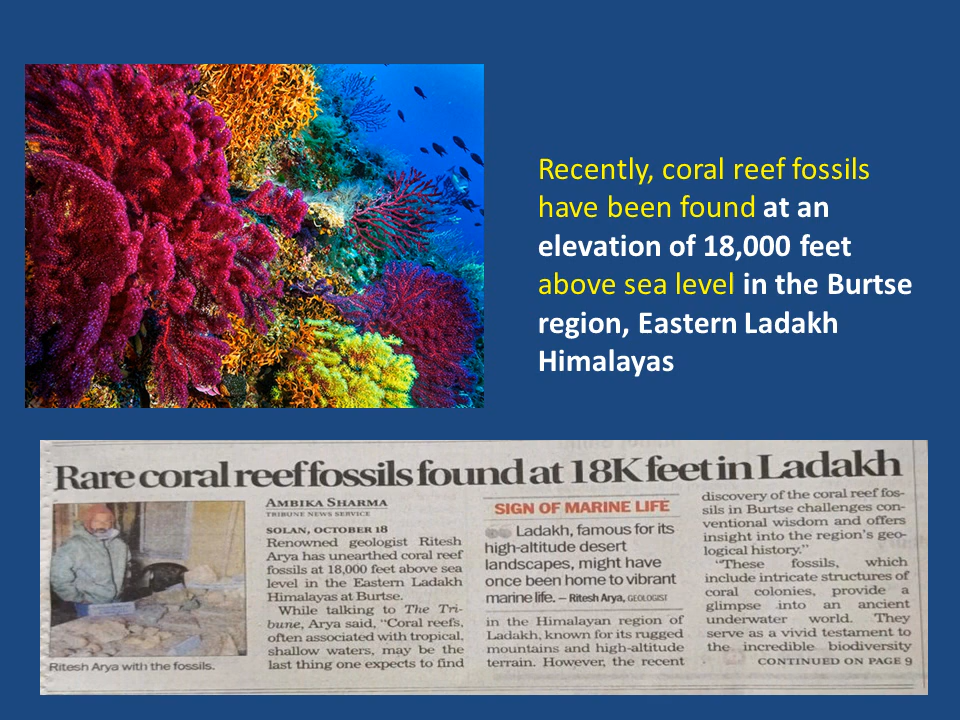 Recently, coral reef fossils
have been found at an
elevation of 18,000 feet
above sea level in the Burtse
region, Eastern Ladakh
Himalayas
Rare coral reef fossils found at 18K feet in Ladakh
Ritesh Arya with the fossils.
AMBIKA SHARMA
TRIBUNE NEWS SERVICE
SOLAN, OCTOBER 18
Renowned geologist Ritesh
Arya has unearthed coral reef
fossils at 18,000 feet above sea
level in the Eastern Ladakh
Himalayas at Burtse.
While talking to The Tri-
bune, Arya said, “Coral reefs,
often associated with tropical,
shallow waters, may be the
last thing one expects to find
SIGN OF MARINE LIFE
Ladakh, famous for its
high-altitude desert
landscapes, might have
once been home to vibrant
marine life. – Ritesh Arya, GEOLOGIST
in the Himalayan region of
Ladakh, known for its rugged
mountains and high-altitude
terrain. However, the recent
discovery of the coral reef fos-
sils in Burtse challenges con-
ventional wisdom and offers
insight into the region’s geo-
logical history.”
“These fossils, which
include intricate structures of
coral colonies, provide a
glimpse into an ancient
underwater world. They
serve as a vivid testament to
the incredible biodiversity
CONTINUED ON PAGE 9